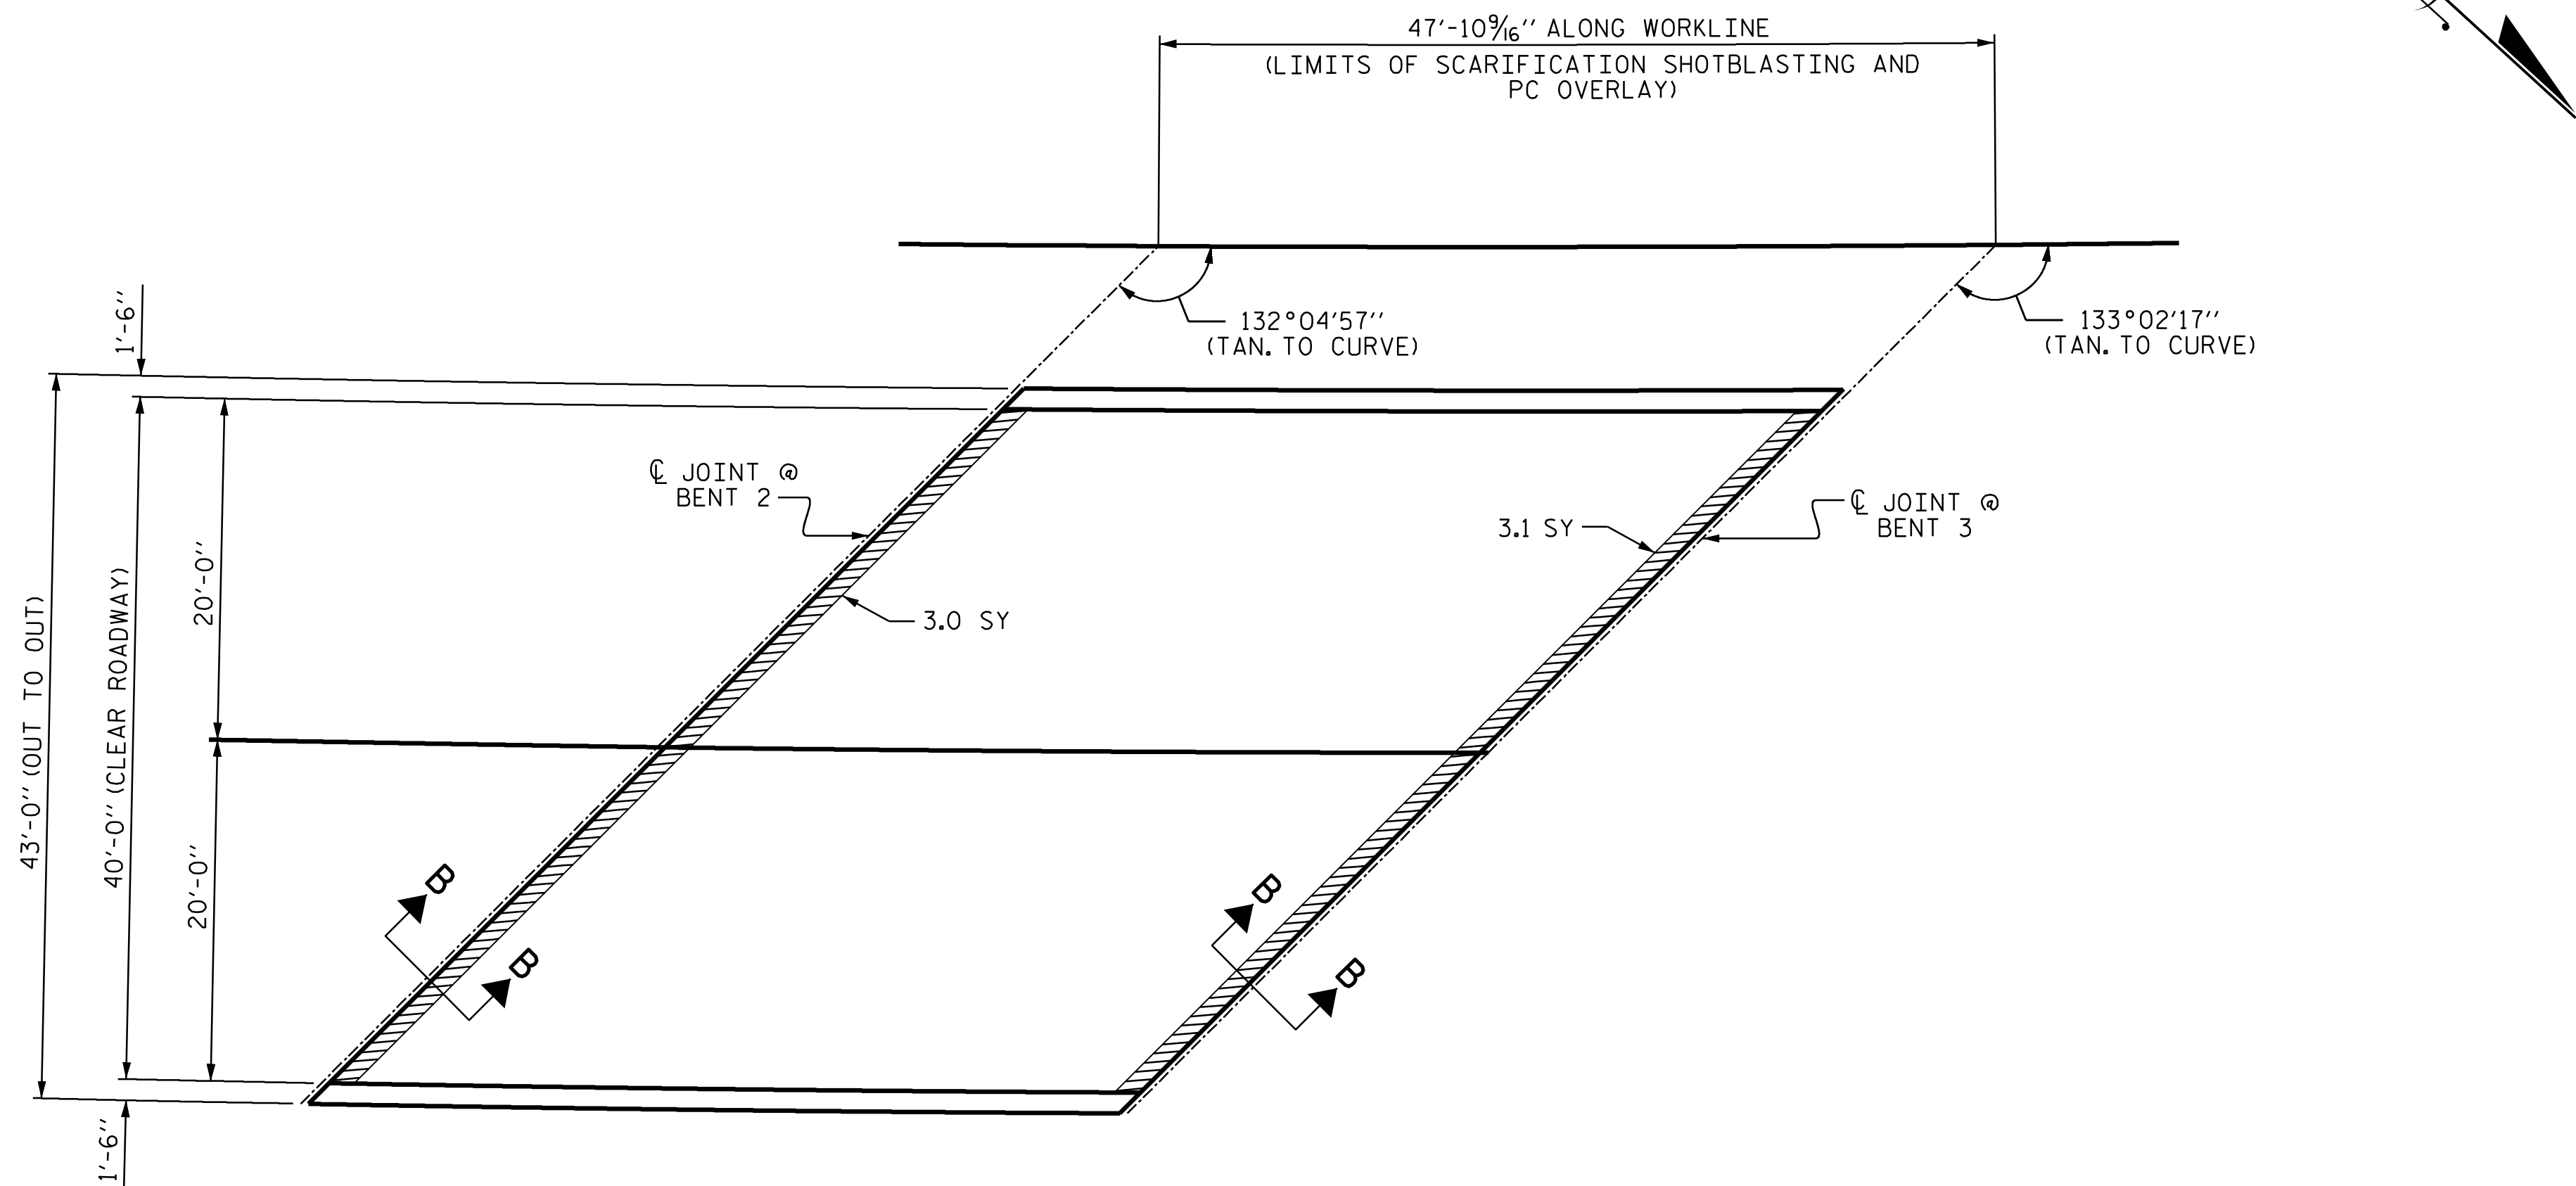 47'-10 9/16" ALONG WORKLINE
(LIMITS OF SCARIFICATION SHOTBLASTING AND
PC OVERLAY)
132°04'57"
(TAN. TO CURVE)
133°02'17"
(TAN. TO CURVE)
1'-6"
℄ JOINT @
BENT 2
3.1 SY
℄ JOINT @
BENT 3
20'-0"
3.0 SY
43'-0" (OUT TO OUT)
40'-0" (CLEAR ROADWAY)
20'-0"
B
B
B
B
1'-6"